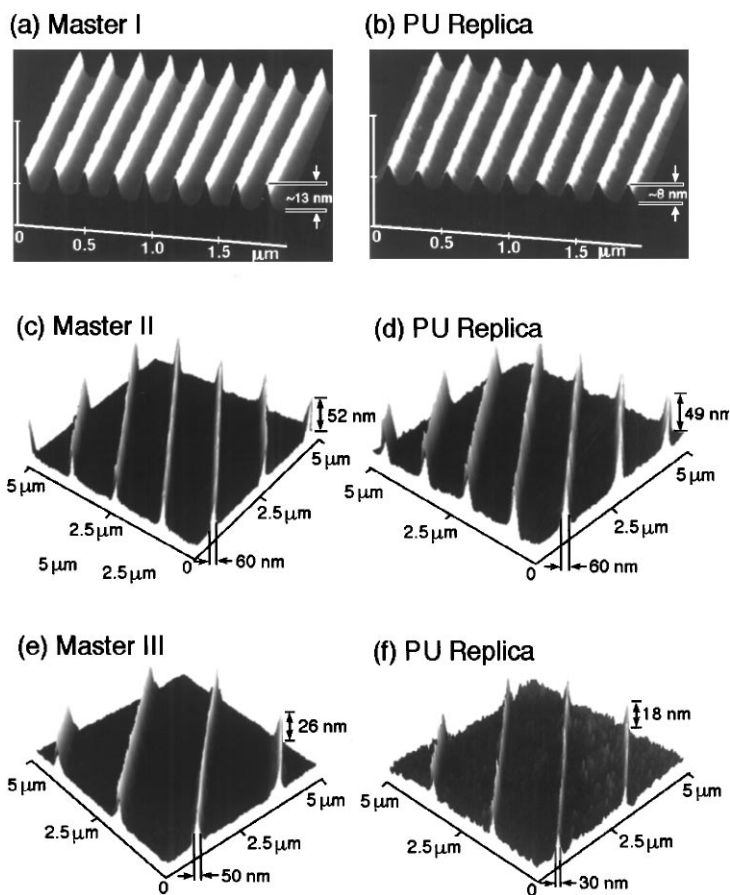 (a) Master I
(b) PU Replica
~13 nm
0 0.5 1.0 1.5 μm
~8 nm
0 0.5 1.0 1.5 μm
(c) Master II
(d) PU Replica
52 nm
5 μm
2.5 μm
0
2.5 μm
5 μm
60 nm
5 μm 2.5 μm
49 nm
5 μm
2.5 μm
0
2.5 μm
5 μm
60 nm
(e) Master III
(f) PU Replica
26 nm
5 μm
2.5 μm
0
2.5 μm
5 μm
50 nm
18 nm
5 μm
2.5 μm
0
2.5 μm
5 μm
30 nm